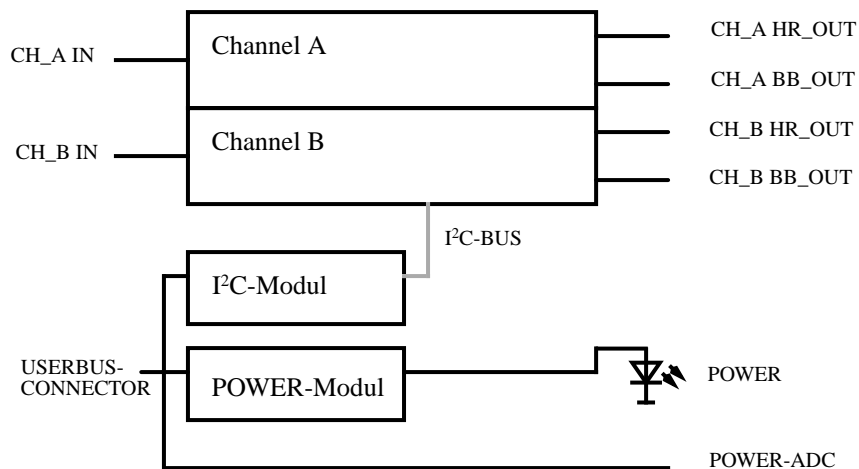 CH_A IN
Channel A
CH_A HR_OUT
CH_A BB_OUT
CH_B IN
Channel B
CH_B HR_OUT
CH_B BB_OUT
I²C-BUS
I²C-Modul
USERBUS-
CONNECTOR
POWER-Modul
POWER
POWER-ADC